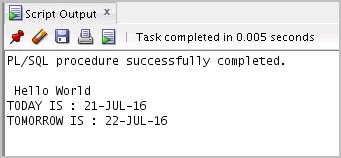 Script Output
Task completed in 0.005 seconds
PL/SQL procedure successfully completed.
Hello World
TODAY IS : 21-JUL-16
TOMORROW IS : 22-JUL-16